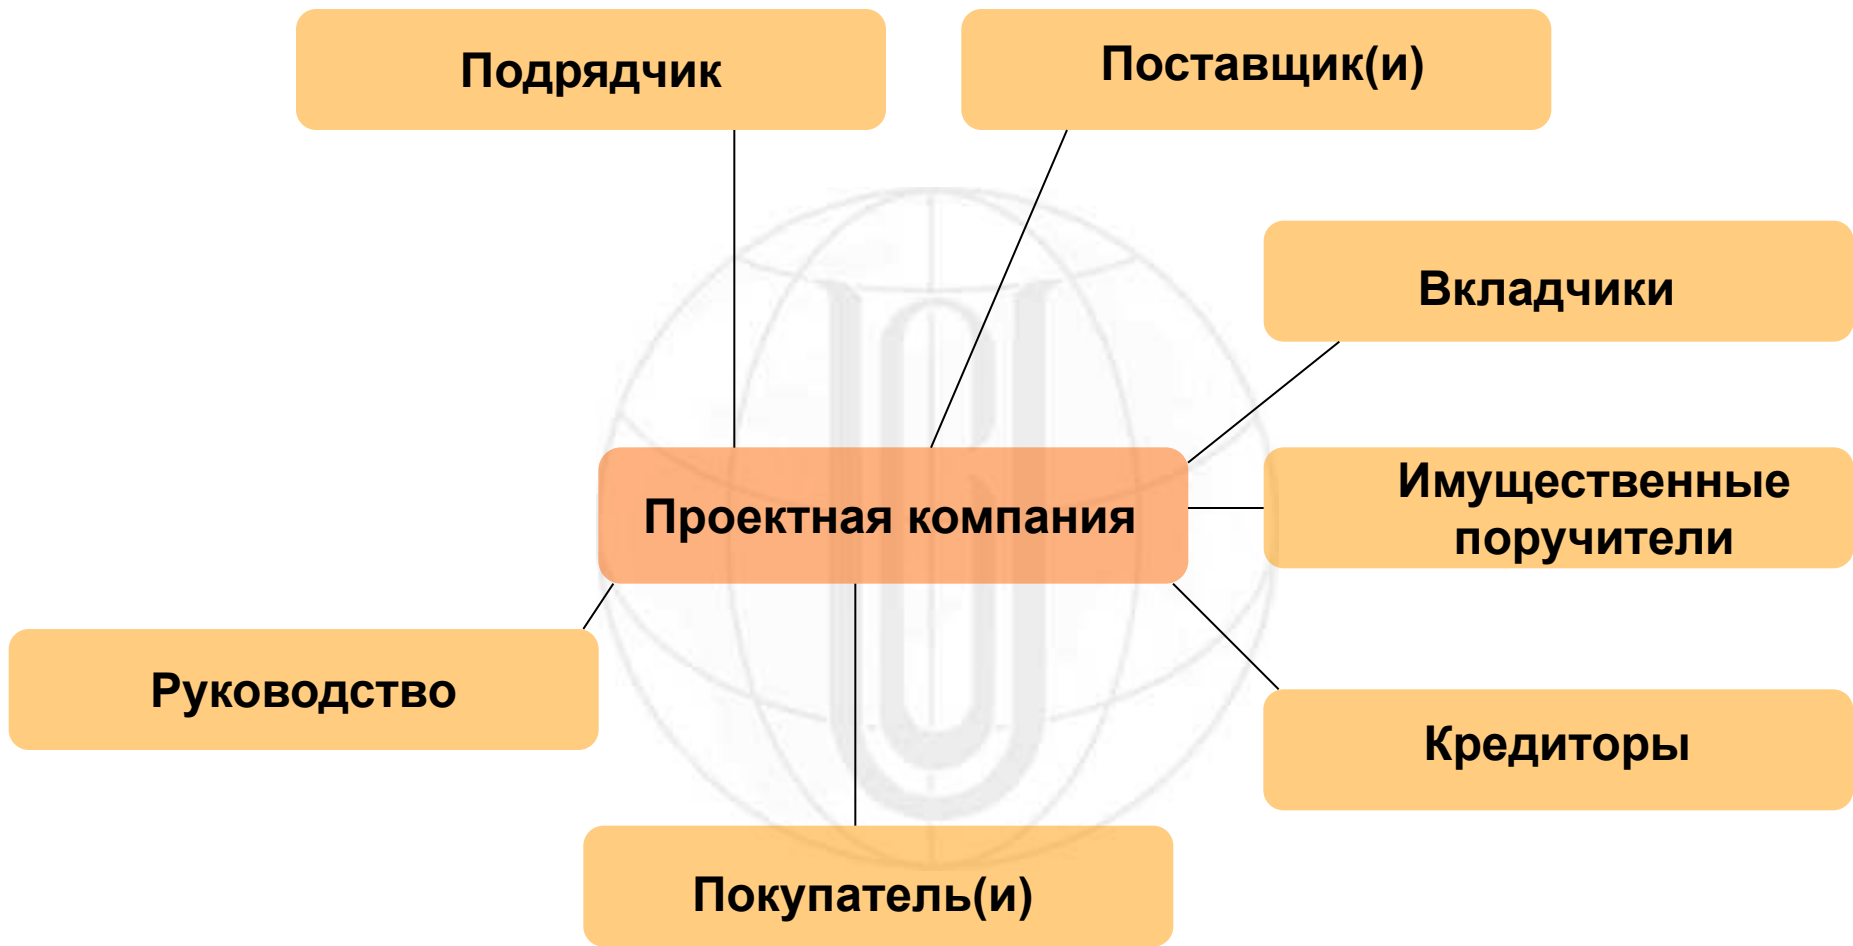 Подрядчик
Поставщик(и)
Вкладчики
Проектная компания
Имущественные
поручители
Руководство
Кредиторы
Покупатель(и)